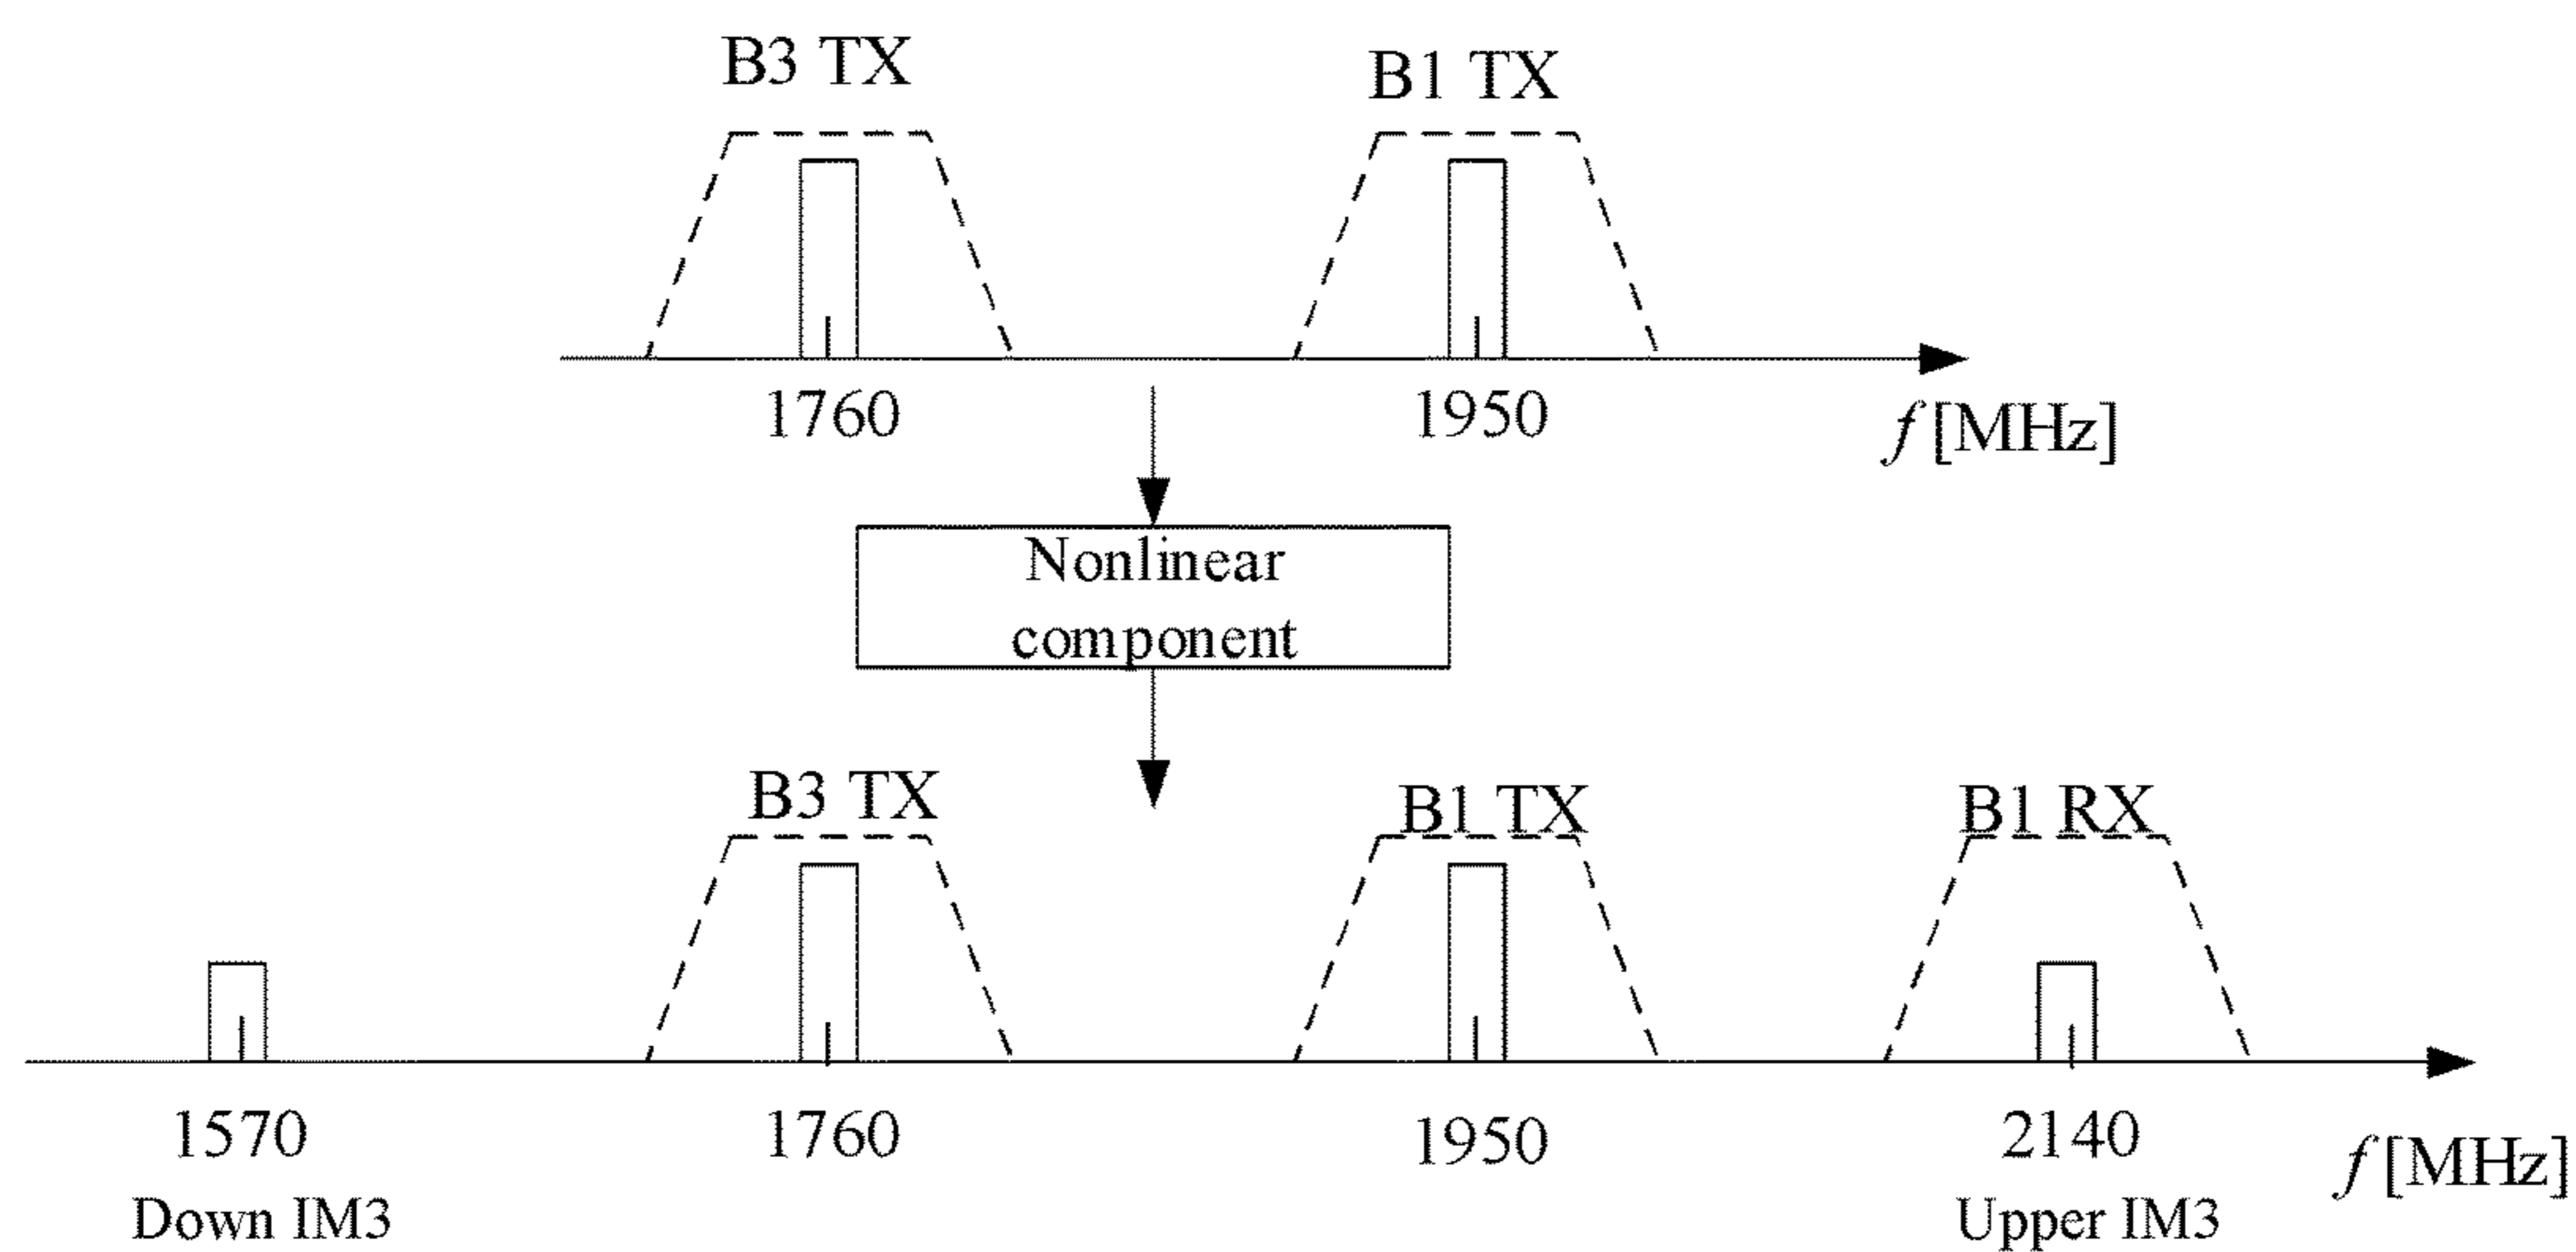 B3 TX
B1 TX
1760
1950
f [MHz]
Nonlinear
component
B3 TX
B1 TX
B1 RX
1570
1760
1950
2140
f [MHz]
Down IM3
Upper IM3